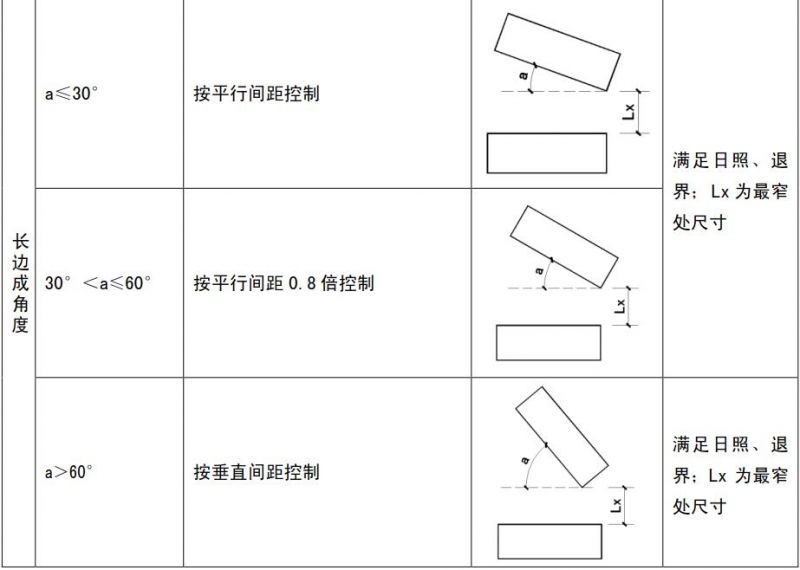 长边成角度
a≤30°
按平行间距控制
a
Lx
满足日照、退
界；Lx 为最窄
处尺寸
30°＜a≤60°
按平行间距 0.8 倍控制
a
Lx
a＞60°
按垂直间距控制
a
Lx
满足日照、退
界；Lx 为最窄
处尺寸